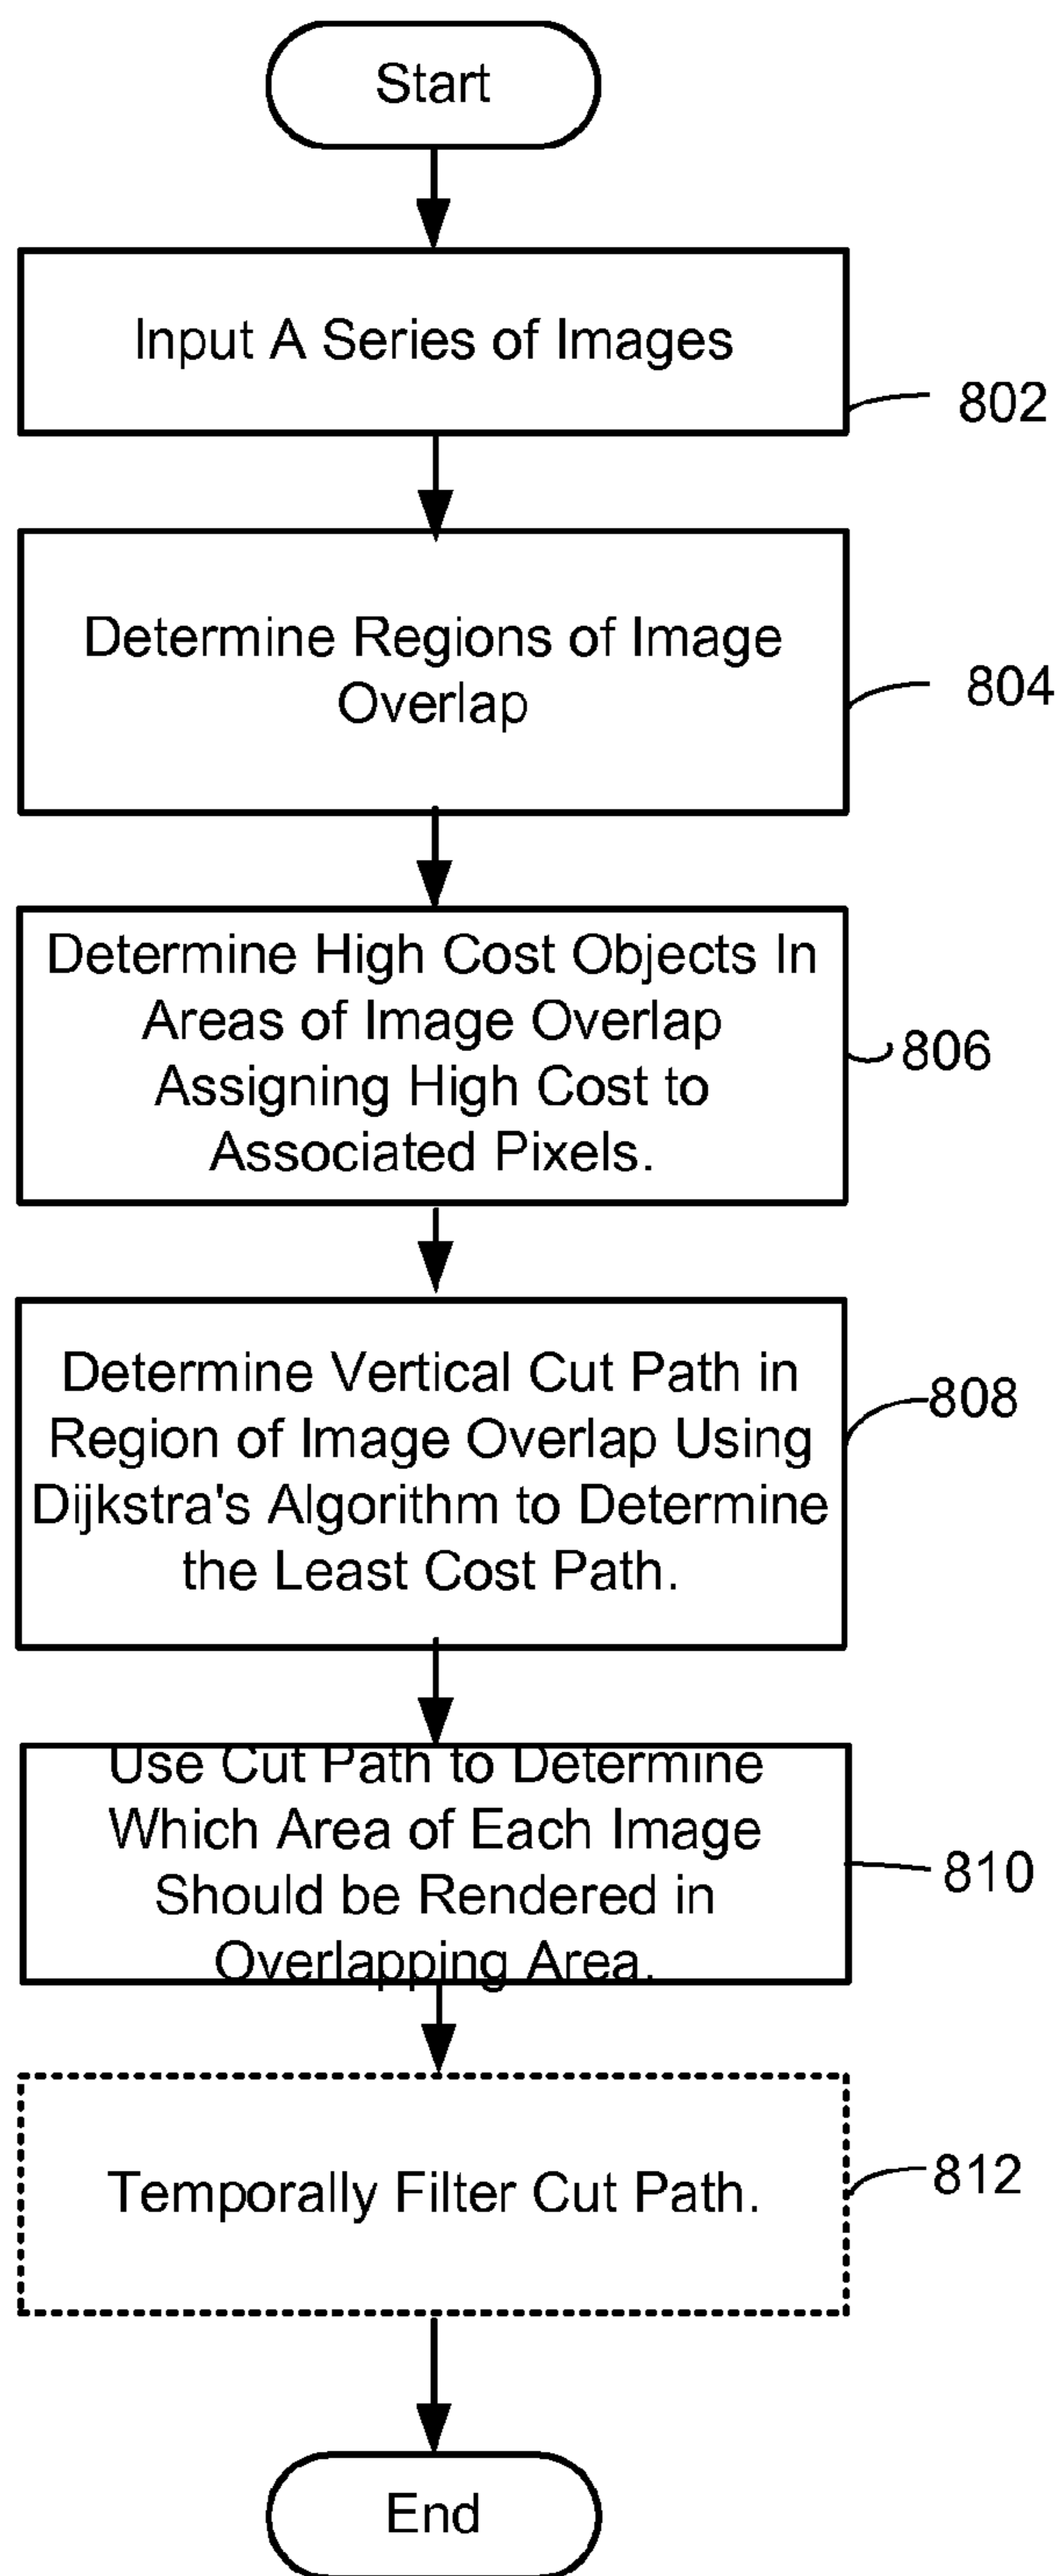 Start
Input A Series of Images
802
Determine Regions of Image
Overlap
804
Determine High Cost Objects In
Areas of Image Overlap
Assigning High Cost to
Associated Pixels.
806
Determine Vertical Cut Path in
Region of Image Overlap Using
Dijkstra's Algorithm to Determine
the Least Cost Path.
808
Use Cut Path to Determine
Which Area of Each Image
Should be Rendered in
Overlapping Area.
810
Temporally Filter Cut Path.
812
End